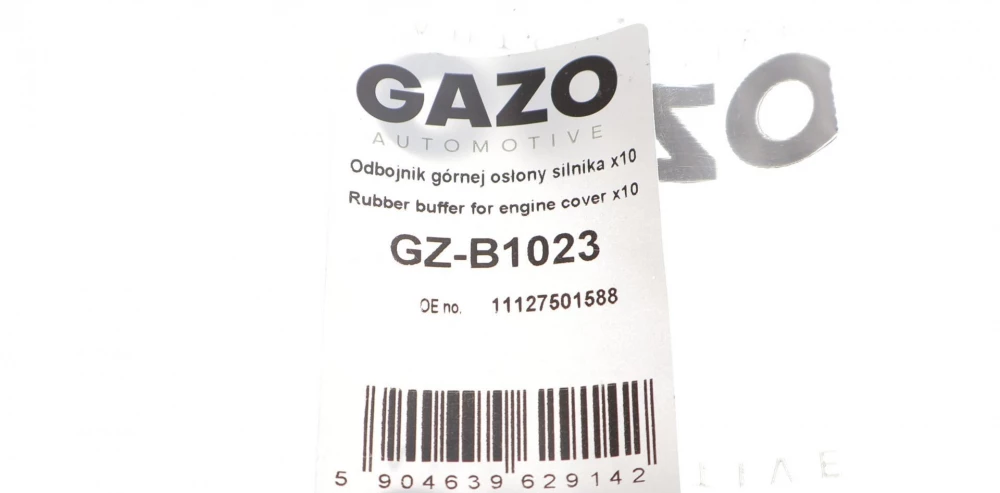 GAZO
AUTOMOTIVE
Odbojnik górnej osłony silnika x10
Rubber buffer for engine cover x10
GZ-B1023
OE no. 11127501588
5 904639 629142
ZO